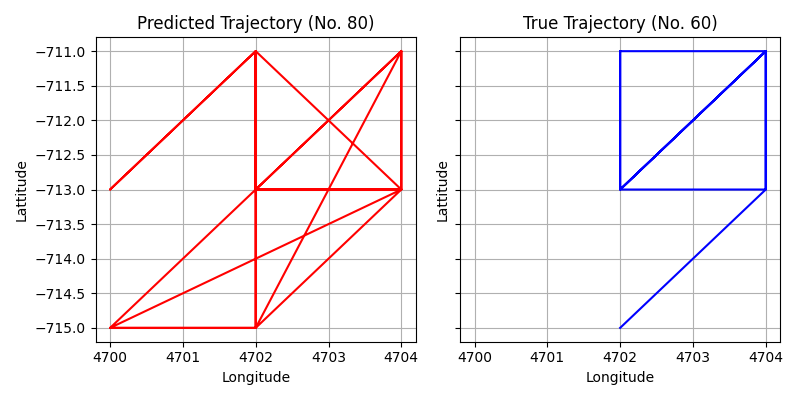 Predicted Trajectory (No. 80)
True Trajectory (No. 60)
−711.0
−711.5
−712.0
−712.5
−713.0
−713.5
−714.0
−714.5
−715.0
Lattitude
Lattitude
4700 4701 4702 4703 4704
4700 4701 4702 4703 4704
Longitude
Longitude